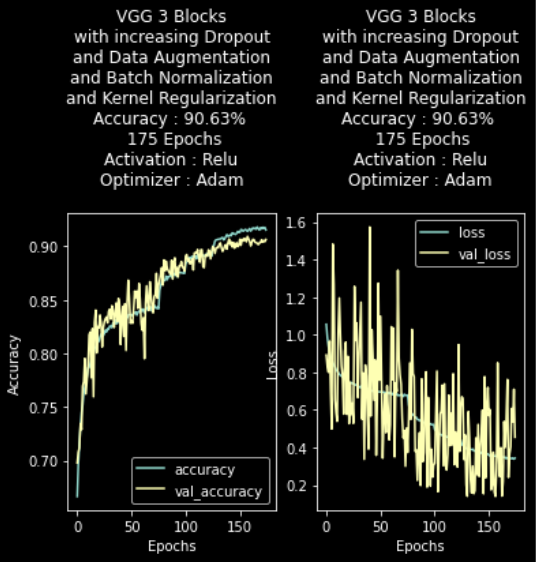 VGG 3 Blocks
with increasing Dropout
and Data Augmentation
and Batch Normalization
and Kernel Regularization
Accuracy : 90.63%
175 Epochs
Activation : Relu
Optimizer : Adam
0.90
0.85
0.80
0.75
0.70
Accuracy
accuracy
val_accuracy
0
50
100
150
Epochs
VGG 3 Blocks
with increasing Dropout
and Data Augmentation
and Batch Normalization
and Kernel Regularization
Accuracy : 90.63%
175 Epochs
Activation : Relu
Optimizer : Adam
1.6
1.4
1.2
1.0
0.8
0.6
0.4
0.2
Loss
loss
val_loss
0
50
100
150
Epochs